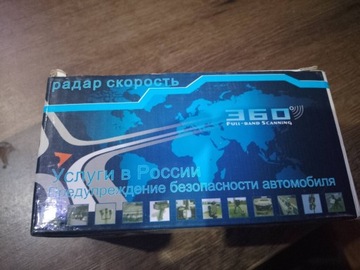 радар скорость
360°
Full-band Scanning
Услуги в России
Предупреждение безопасности автомобиля